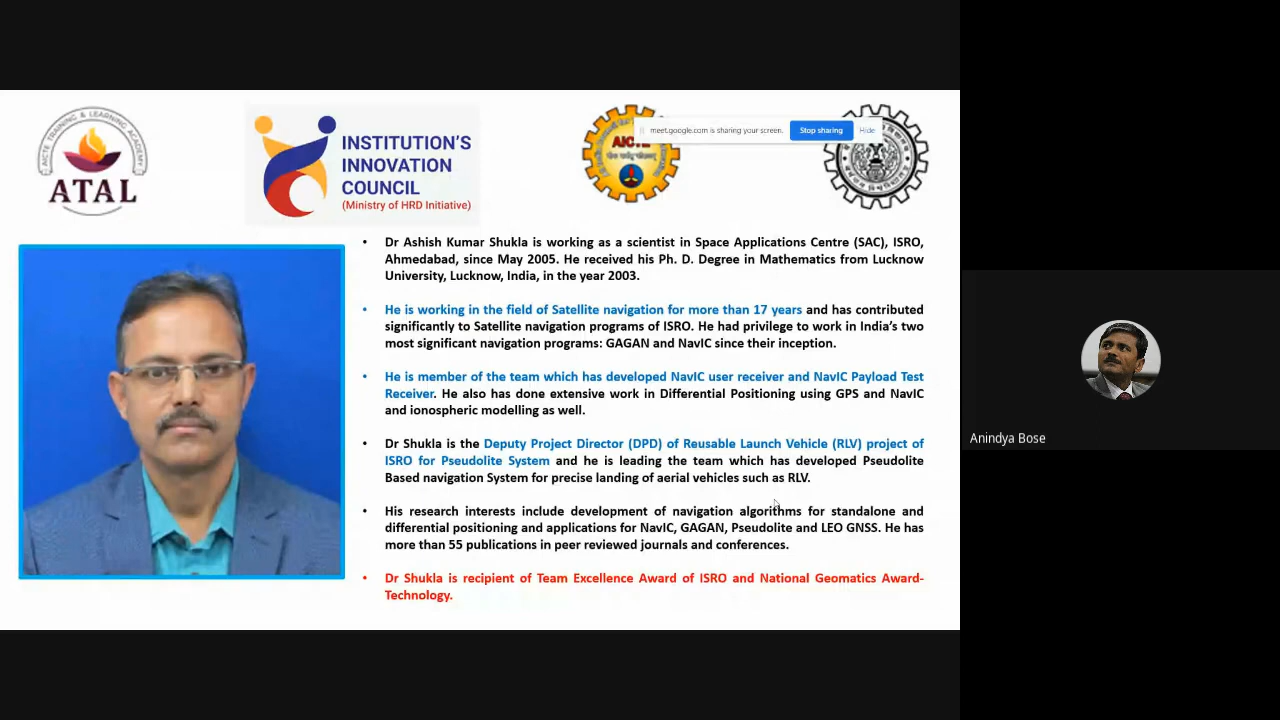 AICTE TRAINING & LEARNING ACADEMY
ATAL
INSTITUTION'S
INNOVATION
COUNCIL
(Ministry of HRD Initiative)
AICTE
meet.google.com is sharing your screen.
Stop sharing
Hide
• Dr Ashish Kumar Shukla is working as a scientist in Space Applications Centre (SAC), ISRO,
Ahmedabad, since May 2005. He received his Ph. D. Degree in Mathematics from Lucknow
University, Lucknow, India, in the year 2003.
• He is working in the field of Satellite navigation for more than 17 years and has contributed
significantly to Satellite navigation programs of ISRO. He had privilege to work in India's two
most significant navigation programs: GAGAN and NavIC since their inception.
• He is member of the team which has developed NavIC user receiver and NavIC Payload Test
Receiver. He also has done extensive work in Differential Positioning using GPS and NavIC
and ionospheric modelling as well.
• Dr Shukla is the Deputy Project Director (DPD) of Reusable Launch Vehicle (RLV) project of
ISRO for Pseudolite System and he is leading the team which has developed Pseudolite
Based navigation System for precise landing of aerial vehicles such as RLV.
• His research interests include development of navigation algorithms for standalone and
differential positioning and applications for NavIC, GAGAN, Pseudolite and LEO GNSS. He has
more than 55 publications in peer reviewed journals and conferences.
• Dr Shukla is recipient of Team Excellence Award of ISRO and National Geomatics Award-
Technology.
Anindya Bose